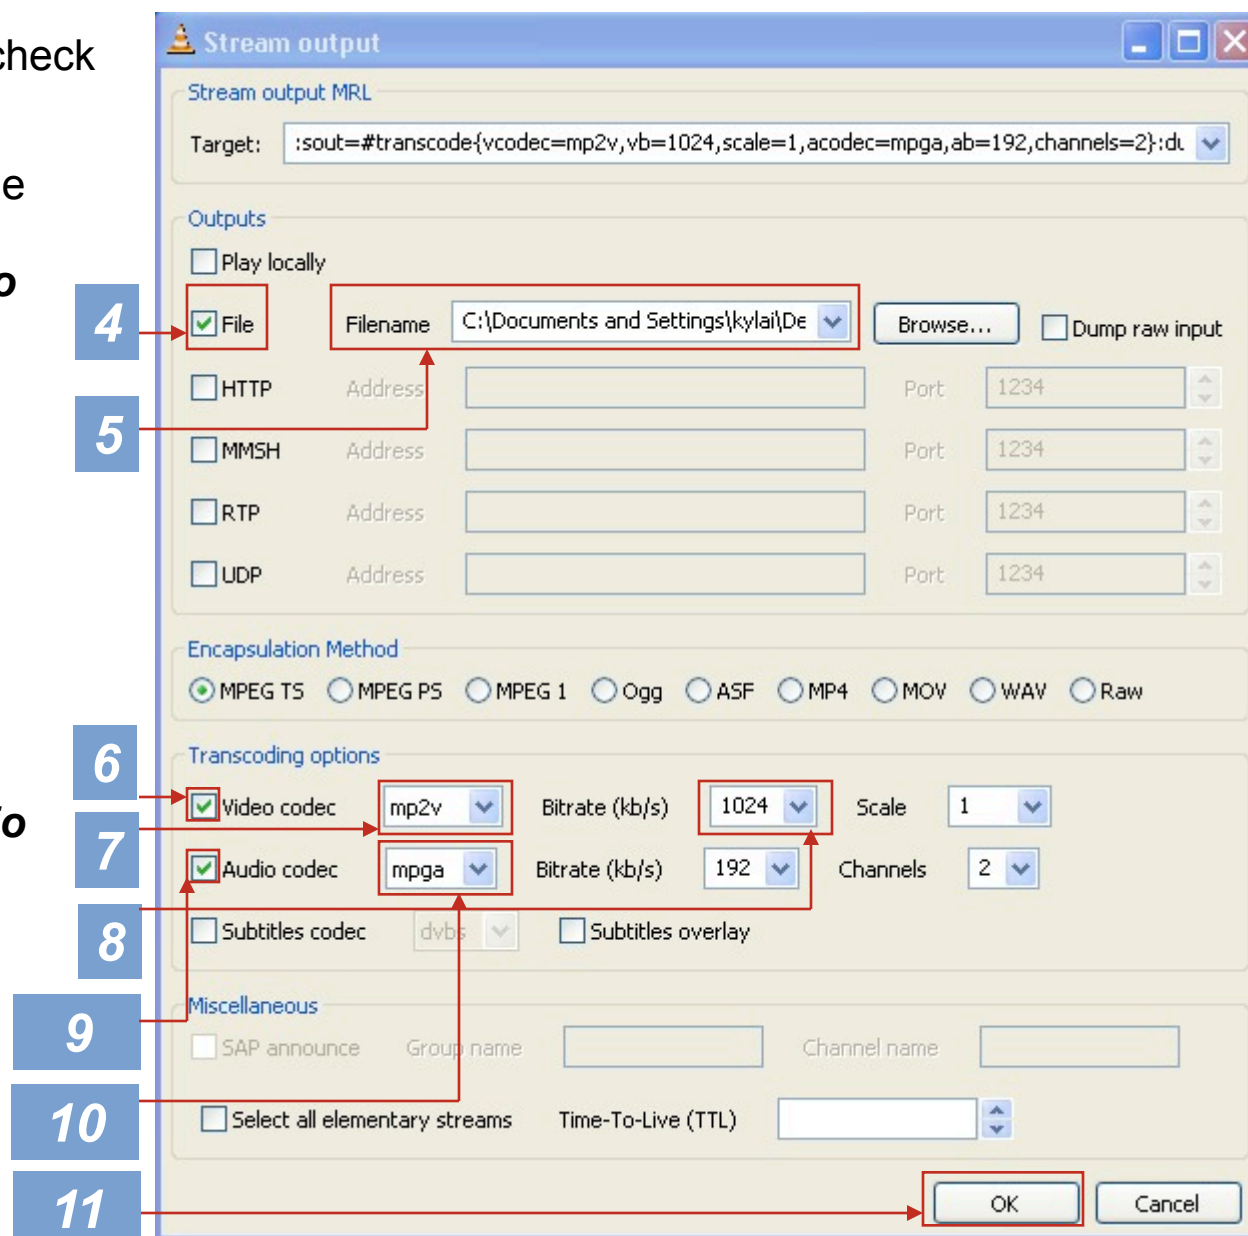 check
e
o
o
Stream output
Stream output MRL
Target: :sout=#transcode{vcodec=mp2v,vb=1024,scale=1,acodec=mpga,ab=192,channels=2}:du
Outputs
Play locally
4 File Filename C:\Documents and Settings\kylai\De Browse... Dump raw input
HTTP Address Port 1234
5
MMSH Address Port 1234
RTP Address Port 1234
UDP Address Port 1234
Encapsulation Method
MPEG TS MPEG PS MPEG 1 Ogg ASF MP4 MOV WAV Raw
Transcoding options
6 Video codec mp2v Bitrate (kb/s) 1024 Scale 1
7 Audio codec mpga Bitrate (kb/s) 192 Channels 2
8 Subtitles codec dvbs Subtitles overlay
Miscellaneous
9 SAP announce Group name Channel name
10 Select all elementary streams Time-To-Live (TTL)
11 OK Cancel